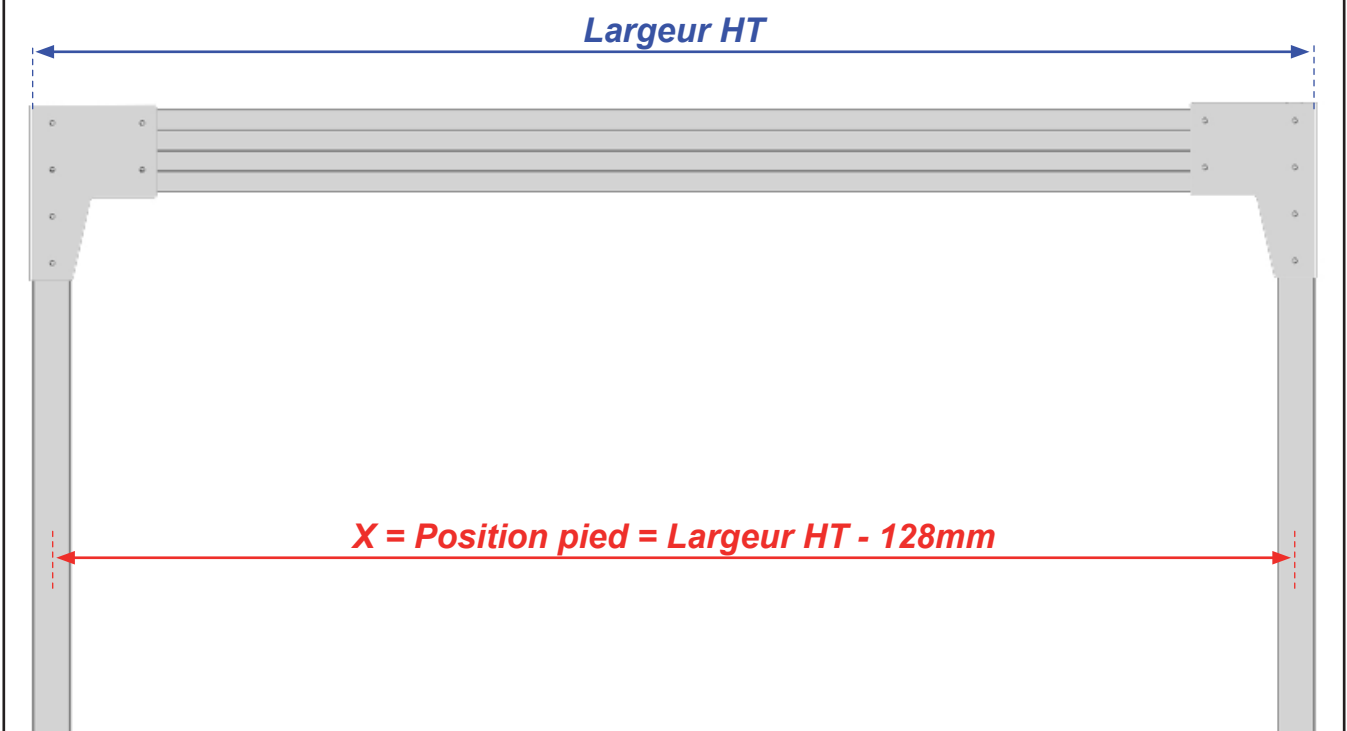 Largeur HT
X = Position pied = Largeur HT - 128mm